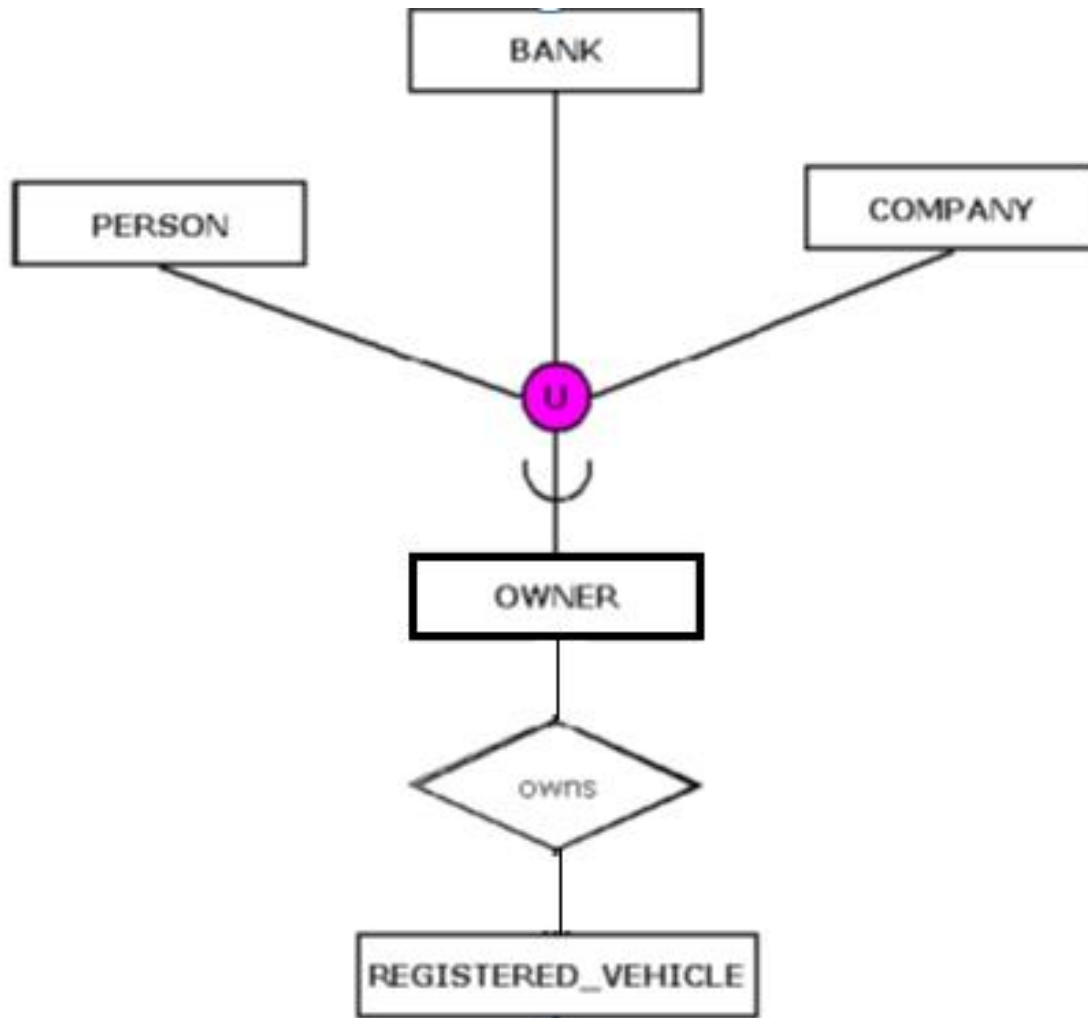 BANK
PERSON
COMPANY
U
OWNER
owns
REGISTERED_VEHICLE